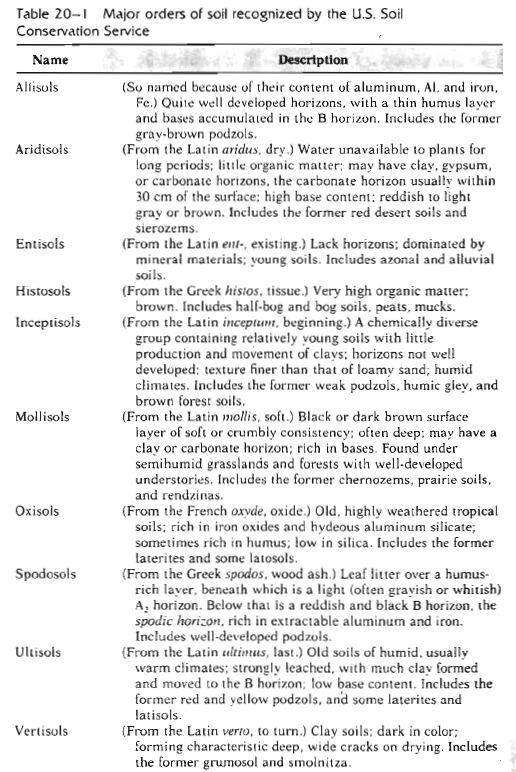 Table 20–1 Major orders of soil recognized by the U.S. Soil
Conservation Service
Name Description
Alfisols (So named because of their content of aluminum, Al, and iron,
Fe.) Quite well developed horizons, with a thin humus layer
and bases accumulated in the B horizon. Includes the former
gray-brown podzols.
Aridisols (From the Latin aridus, dry.) Water unavailable to plants for
long periods; little organic matter; may have clay, gypsum,
or carbonate horizons, the carbonate horizon usually within
30 cm of the surface; high base content; reddish to light
gray or brown. Includes the former red desert soils and
sierozems.
Entisols (From the Latin ent-, existing.) Lack horizons; dominated by
mineral materials; young soils. Includes azonal and alluvial
soils.
Histosols (From the Greek histos, tissue.) Very high organic matter;
brown. Includes half-bog and bog soils, peats, mucks.
Inceptisols (From the Latin inceptum, beginning.) A chemically diverse
group containing relatively young soils with little
production and movement of clays; horizons not well
developed; texture finer than that of loamy sand; humid
climates. Includes the former weak podzols, humic gley, and
brown forest soils.
Mollisols (From the Latin mollis, soft.) Black or dark brown surface
layer of soft or crumbly consistency; often deep; may have a
clay or carbonate horizon; rich in bases. Found under
semihumid grasslands and forests with well-developed
understories. Includes the former chernozems, prairie soils,
and rendzinas.
Oxisols (From the French oxyde, oxide.) Old, highly weathered tropical
soils; rich in iron oxides and hydeous aluminum silicate;
sometimes rich in humus; low in silica. Includes the former
laterites and some latosols.
Spodosols (From the Greek spodos, wood ash.) Leaf litter over a humus-
rich layer, beneath which is a light (often grayish or whitish)
A₂ horizon. Below that is a reddish and black B horizon, the
spodic horizon, rich in extractable aluminum and iron.
Includes well-developed podzols.
Ultisols (From the Latin ultimus, last.) Old soils of humid, usually
warm climates; strongly leached, with much clay formed
and moved to the B horizon; low base content. Includes the
former red and yellow podzols, and some laterites and
latisols.
Vertisols (From the Latin verto, to turn.) Clay soils; dark in color;
forming characteristic deep, wide cracks on drying. Includes
the former grumosol and smolnitza.